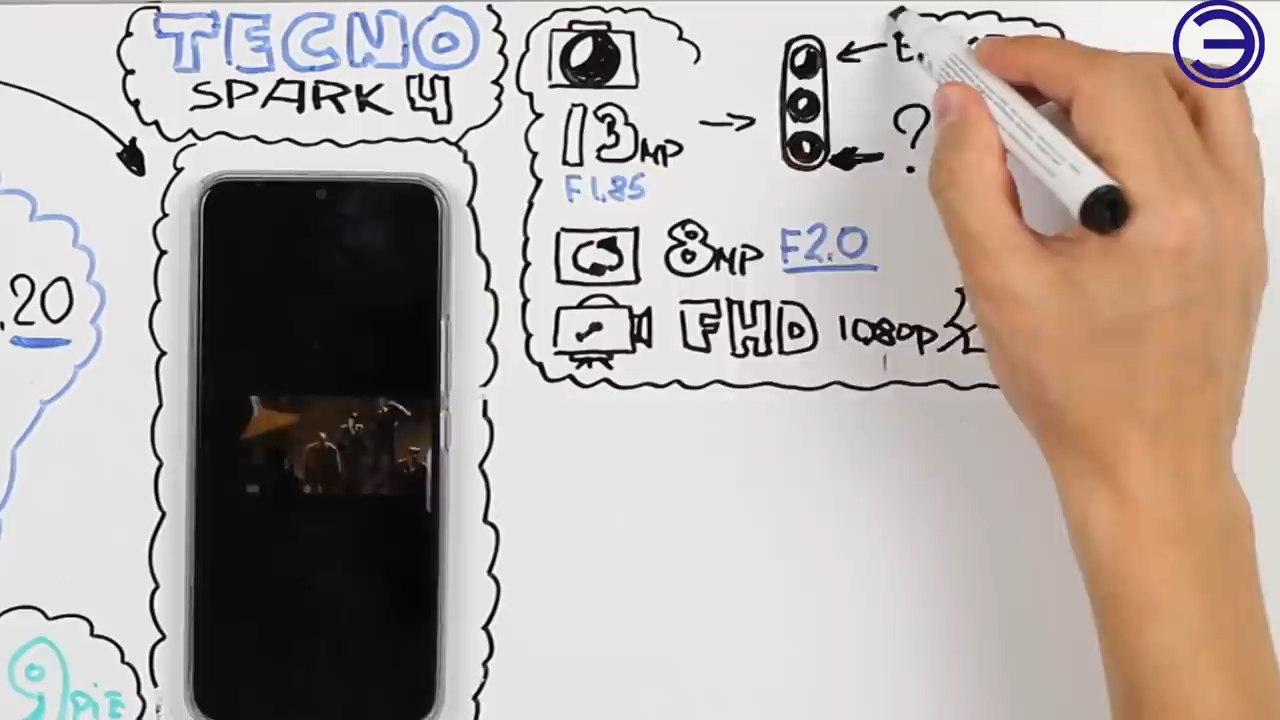 TECNO
SPARK 4
13MP
F1.85
?
8MP F2.0
FHD 1080p
.20
9 PiE
Э